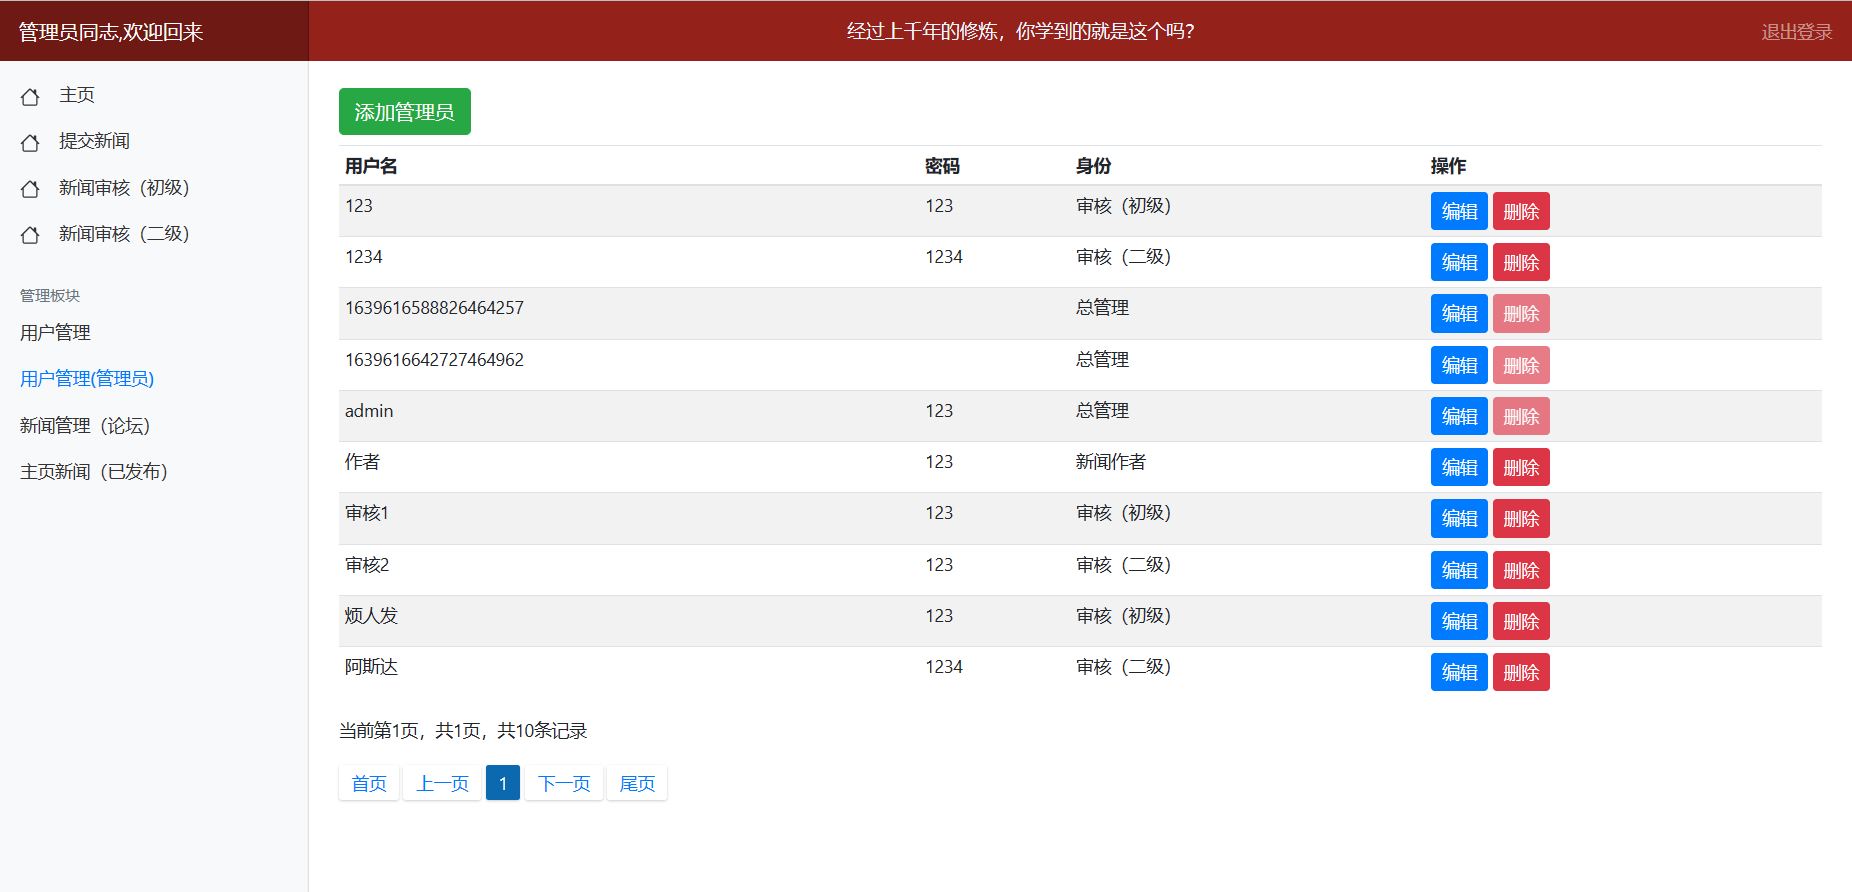 管理员同志,欢迎回来
经过上千年的修炼，你学到的就是这个吗？
退出登录
主页
提交新闻
新闻审核（初级）
新闻审核（二级）
管理板块
用户管理
用户管理(管理员)
新闻管理（论坛）
主页新闻（已发布）
添加管理员
用户名 密码 身份 操作
123 123 审核（初级） 编辑 删除
1234 1234 审核（二级） 编辑 删除
1639616588826464257 总管理 编辑 删除
1639616642727464962 总管理 编辑 删除
admin 123 总管理 编辑 删除
作者 123 新闻作者 编辑 删除
审核1 123 审核（初级） 编辑 删除
审核2 123 审核（二级） 编辑 删除
烦人发 123 审核（初级） 编辑 删除
阿斯达 1234 审核（二级） 编辑 删除
当前第1页，共1页，共10条记录
首页 上一页 1 下一页 尾页